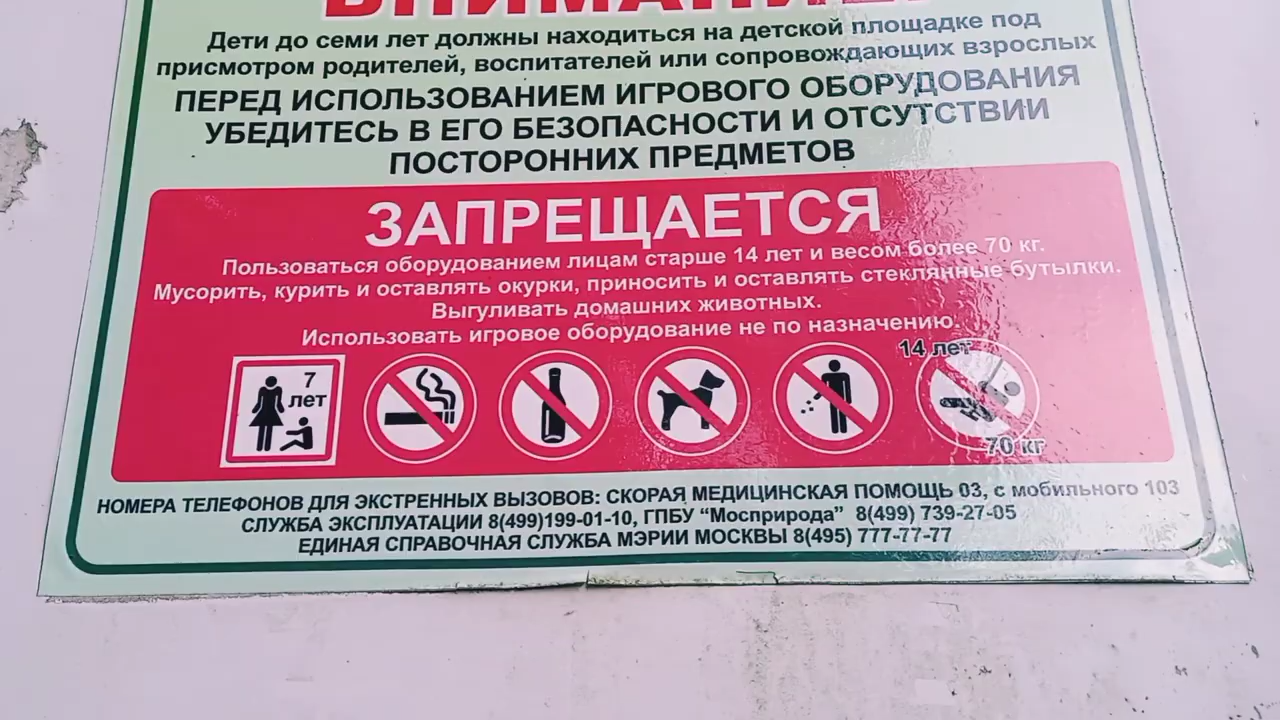 ВНИМАНИЕ!
Дети до семи лет должны находиться на детской площадке под
присмотром родителей, воспитателей или сопровождающих взрослых
ПЕРЕД ИСПОЛЬЗОВАНИЕМ ИГРОВОГО ОБОРУДОВАНИЯ
УБЕДИТЕСЬ В ЕГО БЕЗОПАСНОСТИ И ОТСУТСТВИИ
ПОСТОРОННИХ ПРЕДМЕТОВ
ЗАПРЕЩАЕТСЯ
Пользоваться оборудованием лицам старше 14 лет и весом более 70 кг.
Мусорить, курить и оставлять окурки, приносить и оставлять стеклянные бутылки.
Выгуливать домашних животных.
Использовать игровое оборудование не по назначению.
7
лет
14 лет
70 кг
НОМЕРА ТЕЛЕФОНОВ ДЛЯ ЭКСТРЕННЫХ ВЫЗОВОВ: СКОРАЯ МЕДИЦИНСКАЯ ПОМОЩЬ 03, с мобильного 103
СЛУЖБА ЭКСПЛУАТАЦИИ 8(499)199-01-10, ГПБУ “Мосприрода” 8(499) 739-27-05
ЕДИНАЯ СПРАВОЧНАЯ СЛУЖБА МЭРИИ МОСКВЫ 8(495) 777-77-77